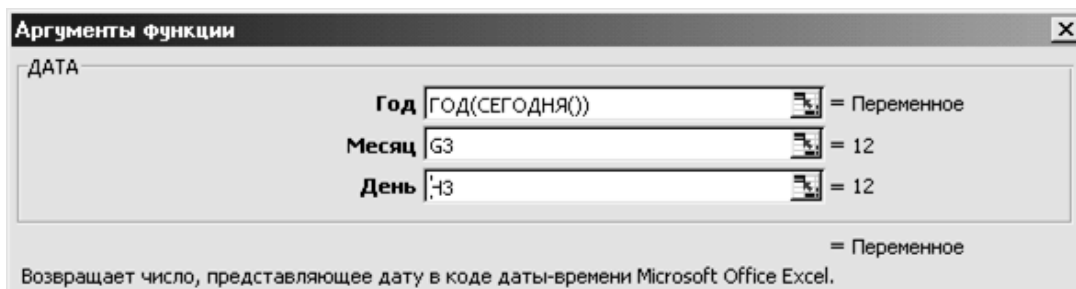 Аргументы функции
ДАТА
Год ГОД(СЕГОДНЯ()) = Переменное
Месяц G3 = 12
День H3 = 12
= Переменное
Возвращает число, представляющее дату в коде даты-времени Microsoft Office Excel.